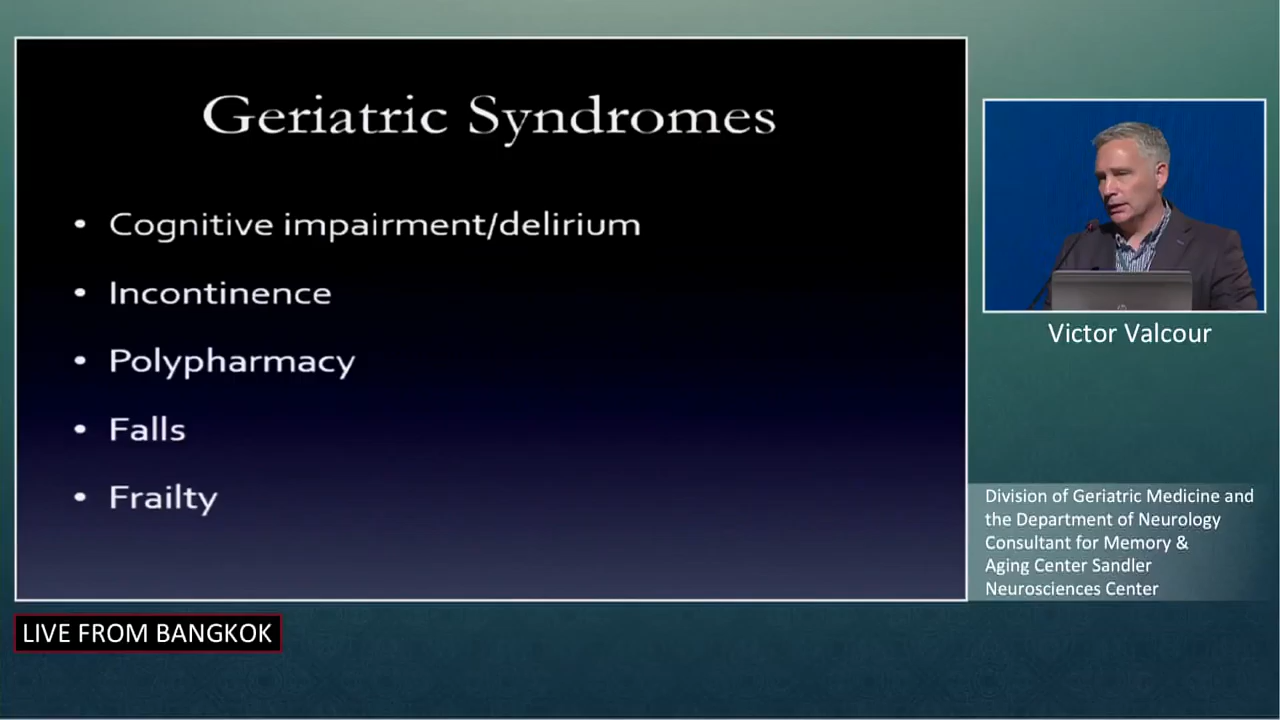 Geriatric Syndromes
• Cognitive impairment/delirium
• Incontinence
• Polypharmacy
• Falls
• Frailty
Victor Valcour
Division of Geriatric Medicine and
the Department of Neurology
Consultant for Memory &
Aging Center Sandler
Neurosciences Center
LIVE FROM BANGKOK